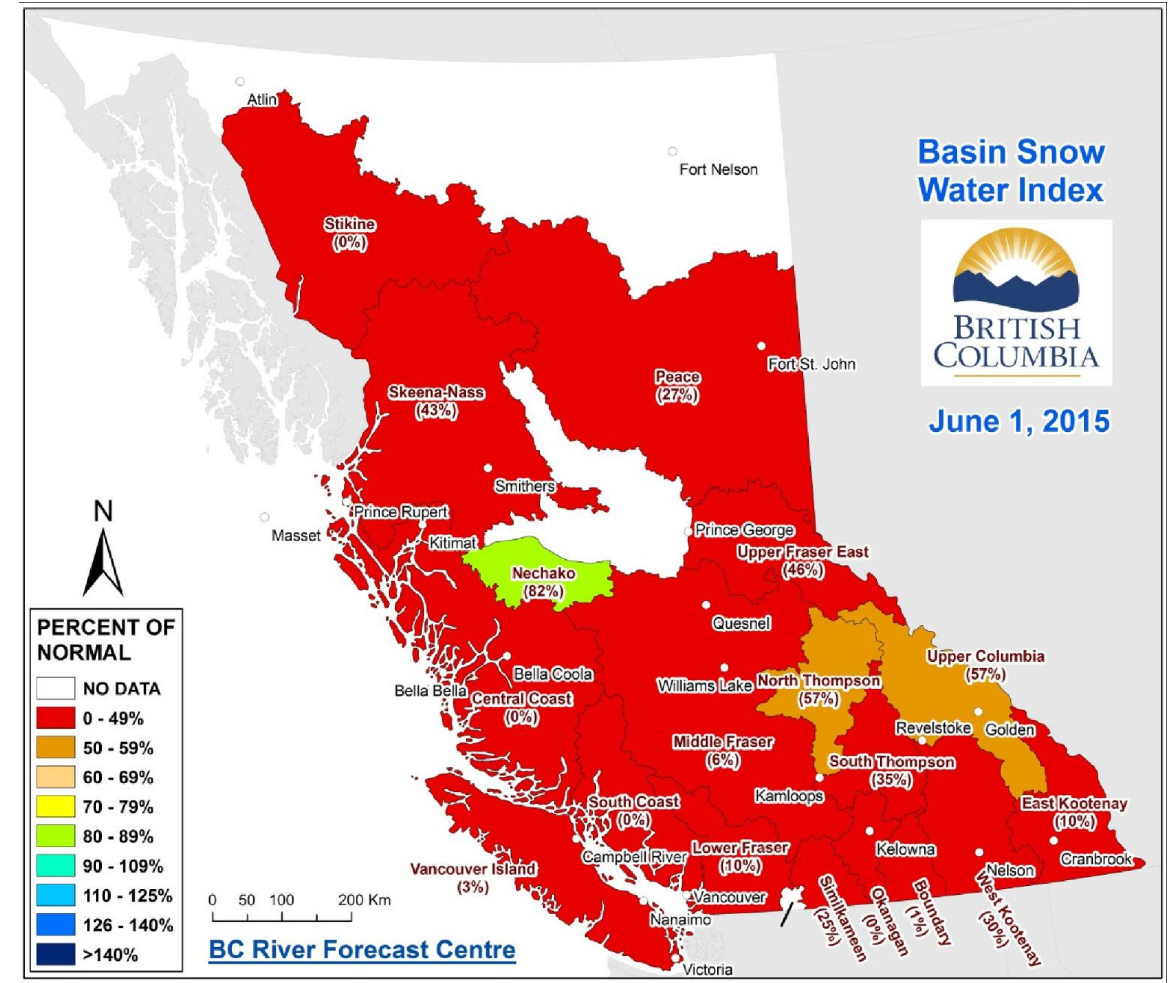 Atlin
Fort Nelson
Basin Snow
Water Index
Stikine
(0%)
BRITISH
COLUMBIA
Fort St. John
Peace
(27%)
Skeena-Nass
(43%)
June 1, 2015
Smithers
N
Prince Rupert
Masset
Kitimat
Prince George
Upper Fraser East
(46%)
Nechako
(82%)
Quesnel
PERCENT OF
NORMAL
NO DATA
0 - 49%
50 - 59%
60 - 69%
70 - 79%
80 - 89%
90 - 109%
110 - 125%
126 - 140%
>140%
Upper Columbia
(57%)
Bella Coola
Williams Lake
North Thompson
(57%)
Bella Bella
Central Coast
(0%)
Revelstoke
Golden
Middle Fraser
(6%)
South Thompson
(35%)
Kamloops
South Coast
(0%)
East Kootenay
(10%)
Campbell River
Lower Fraser
(10%)
Kelowna
Cranbrook
Vancouver Island
(3%)
Nelson
Vancouver
Similkameen
(25%)
Okanagan
(0%)
Boundary
(1%)
West Kootenay
(30%)
0 50 100 200 Km
Nanaimo
BC River Forecast Centre
Victoria